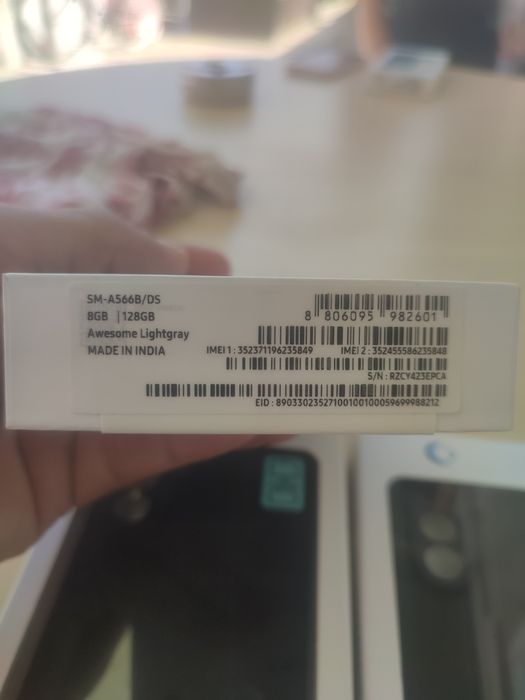 SM-A566B/DS
8GB | 128GB
Awesome Lightgray
MADE IN INDIA
8 806095 982601
IMEI 1 : 352371196235849
IMEI 2 : 352455586235848
S/N : RZCY423EPCA
EID : 89033023527100100100059699988212